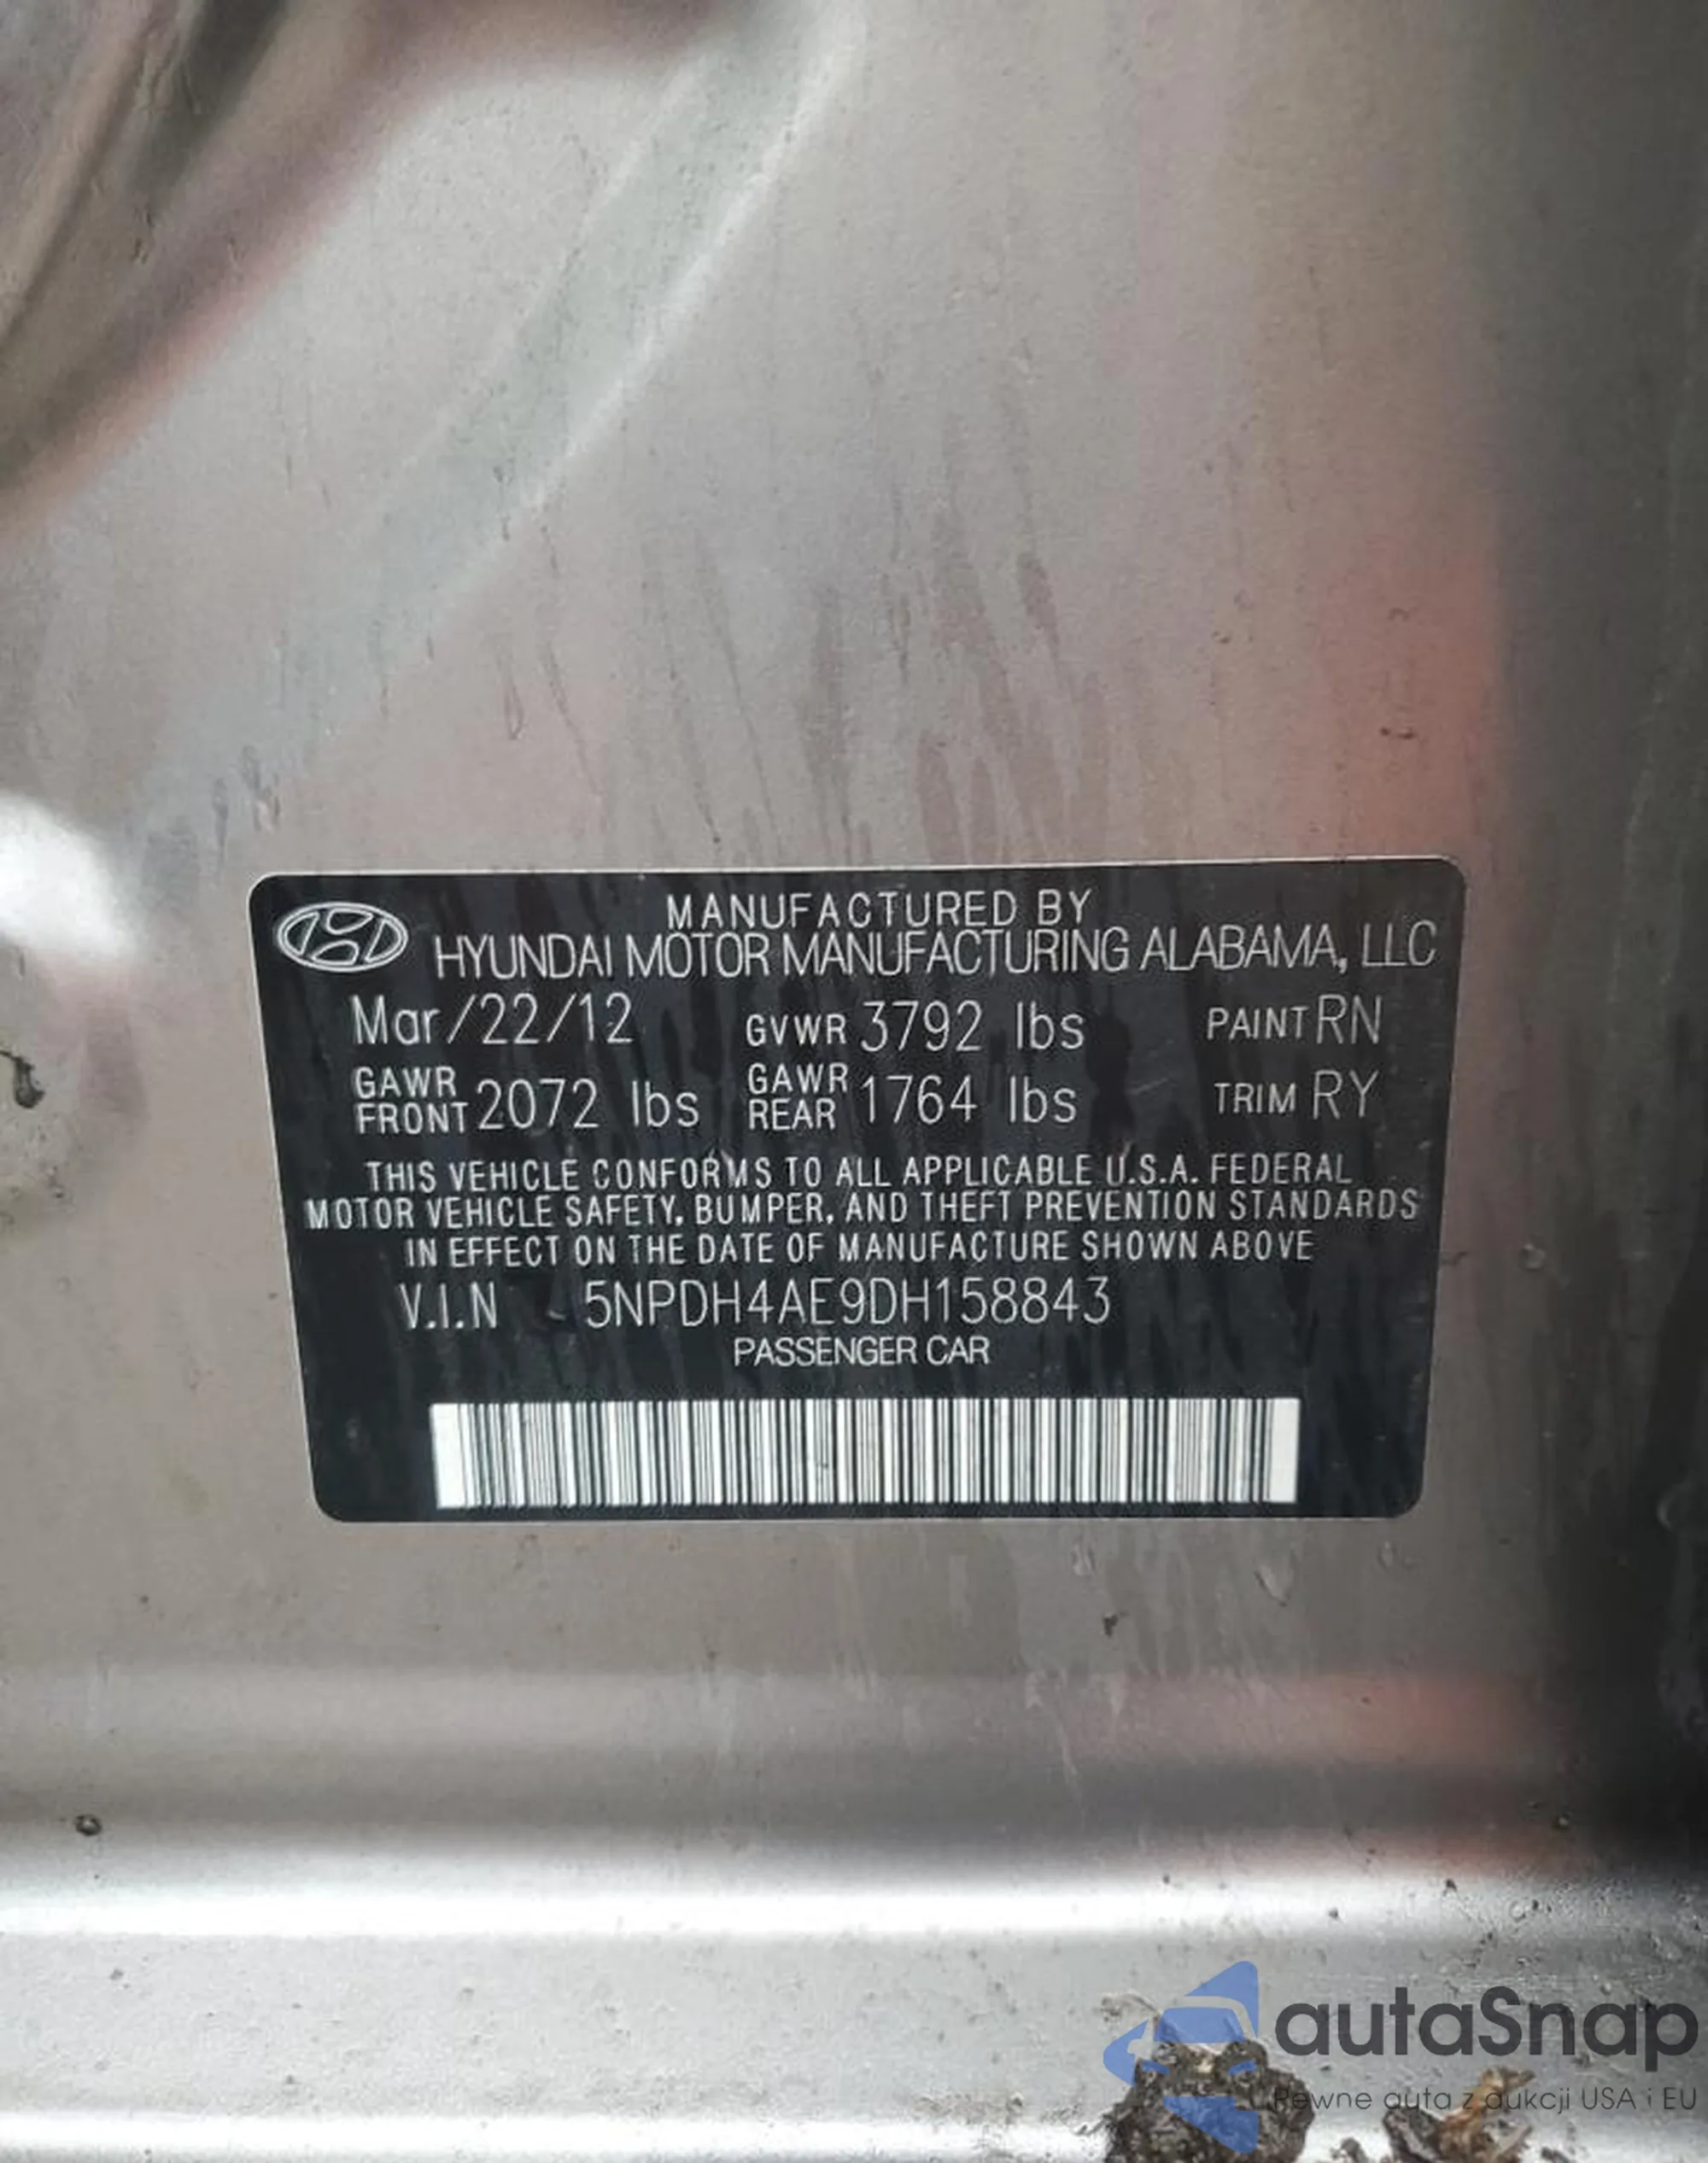 MANUFACTURED BY
HYUNDAI MOTOR MANUFACTURING ALABAMA, LLC
Mar/22/12 GVWR 3792 lbs PAINT RN
GAWR FRONT 2072 lbs GAWR REAR 1764 lbs TRIM RY
THIS VEHICLE CONFORMS TO ALL APPLICABLE U.S.A. FEDERAL
MOTOR VEHICLE SAFETY, BUMPER, AND THEFT PREVENTION STANDARDS
IN EFFECT ON THE DATE OF MANUFACTURE SHOWN ABOVE
V.I.N 5NPDH4AE9DH158843
PASSENGER CAR
autaSnap
Pewne auta z aukcji USA i EU